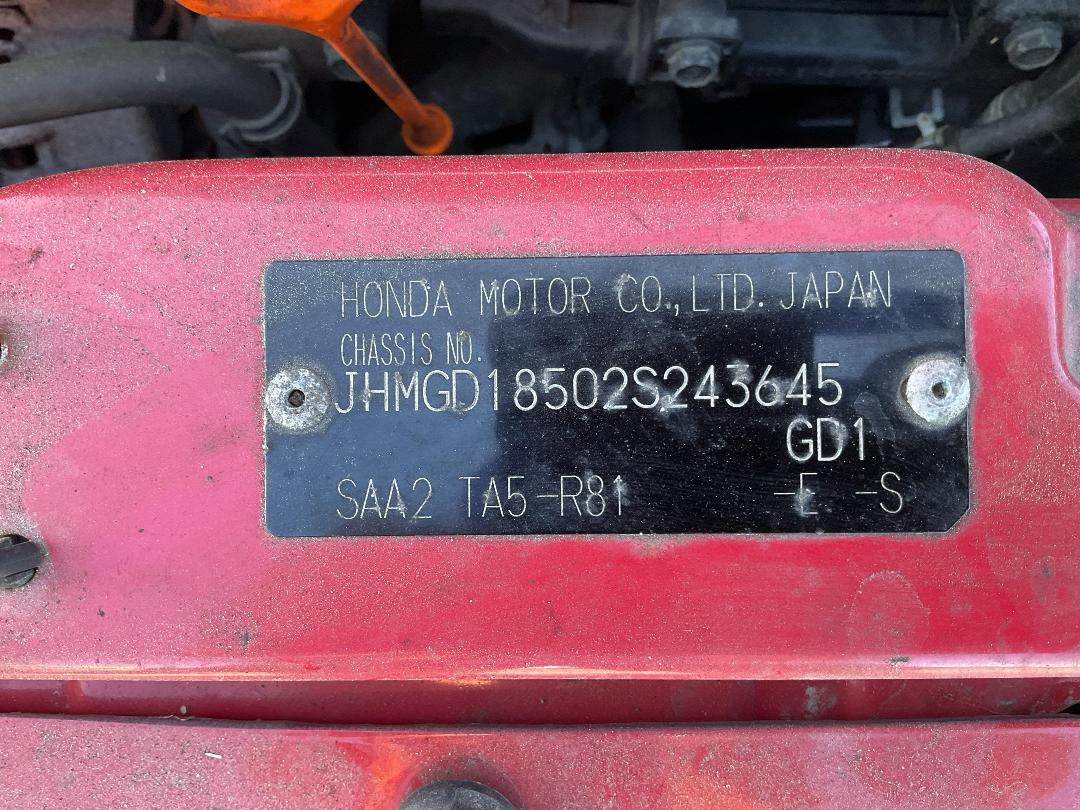 HONDA MOTOR CO.,LTD. JAPAN
CHASSIS NO.
JHMGD18502S243645
GD1
SAA2 TA5-R81 -E -S